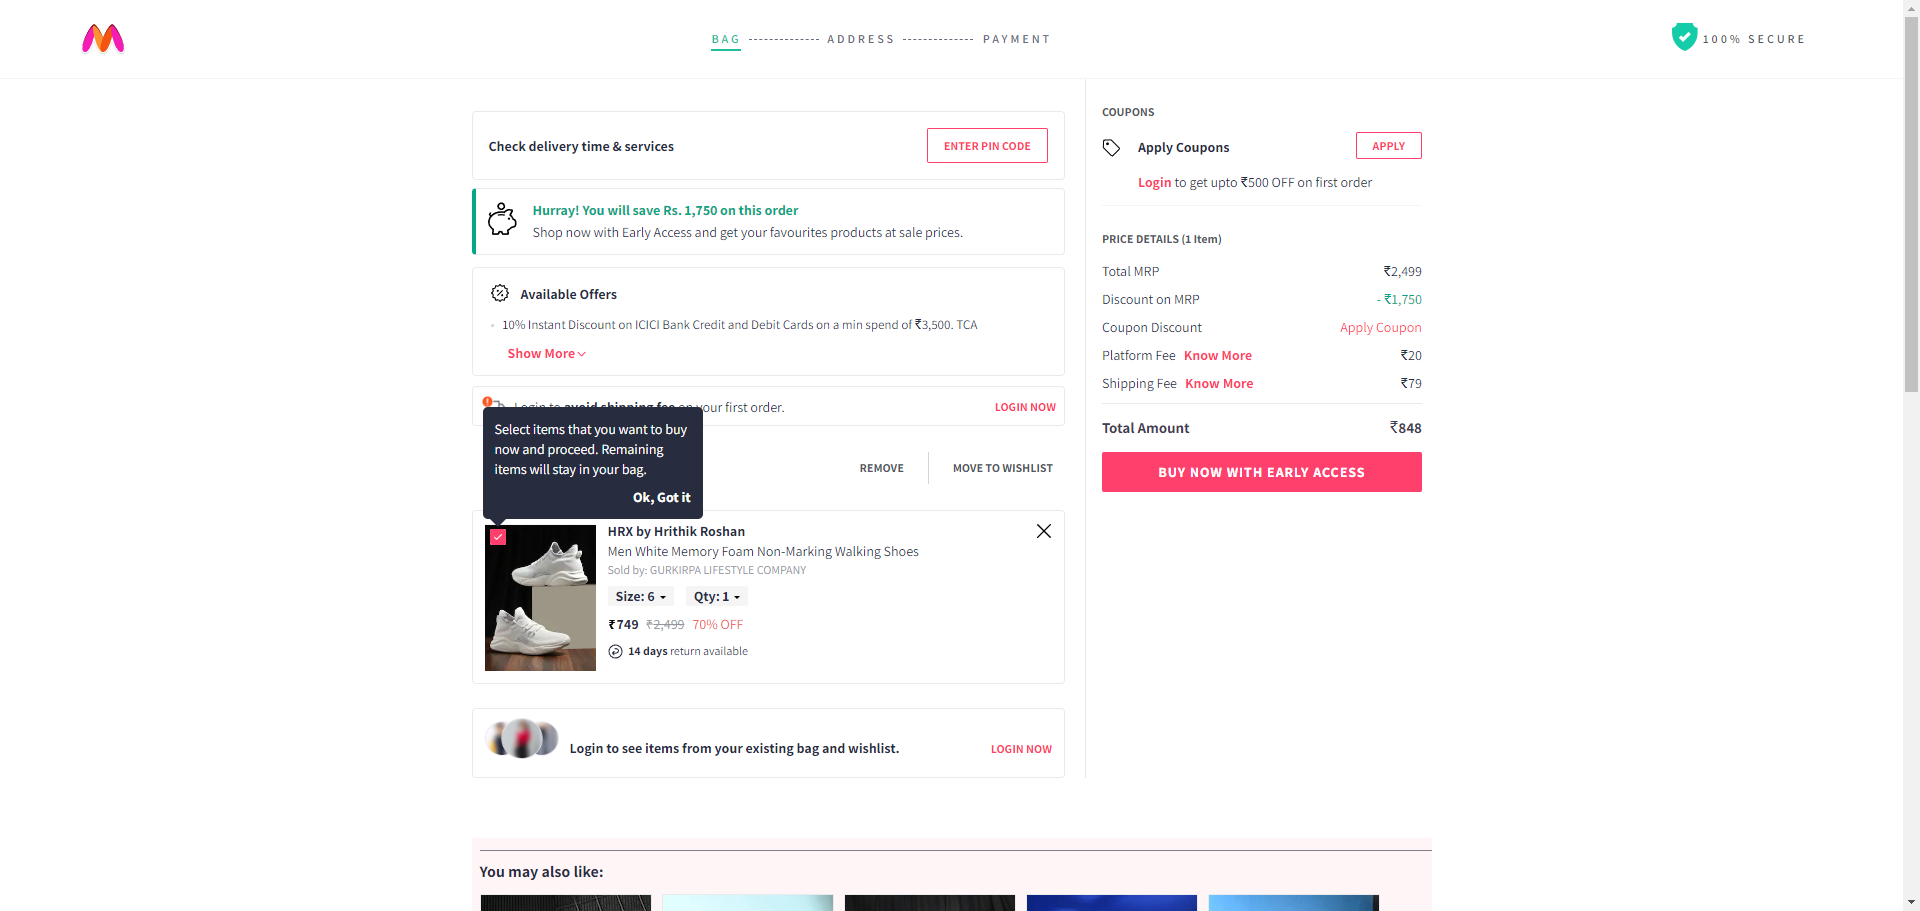 BAG
ADDRESS
PAYMENT
100% SECURE
Check delivery time & services
ENTER PIN CODE
Hurray! You will save Rs. 1,750 on this order
Shop now with Early Access and get your favourites products at sale prices.
Available Offers
10% Instant Discount on ICICI Bank Credit and Debit Cards on a min spend of ₹3,500. TCA
Show More
Login to avoid shipping fee on your first order.
LOGIN NOW
Select items that you want to buy
now and proceed. Remaining
items will stay in your bag.
Ok, Got it
REMOVE
MOVE TO WISHLIST
HRX by Hrithik Roshan
Men White Memory Foam Non-Marking Walking Shoes
Sold by: GURKIRPA LIFESTYLE COMPANY
Size: 6
Qty: 1
₹749 ₹2,499 70% OFF
14 days return available
Login to see items from your existing bag and wishlist.
LOGIN NOW
COUPONS
Apply Coupons
APPLY
Login to get upto ₹500 OFF on first order
PRICE DETAILS (1 Item)
Total MRP ₹2,499
Discount on MRP - ₹1,750
Coupon Discount Apply Coupon
Platform Fee Know More ₹20
Shipping Fee Know More ₹79
Total Amount ₹848
BUY NOW WITH EARLY ACCESS
You may also like: